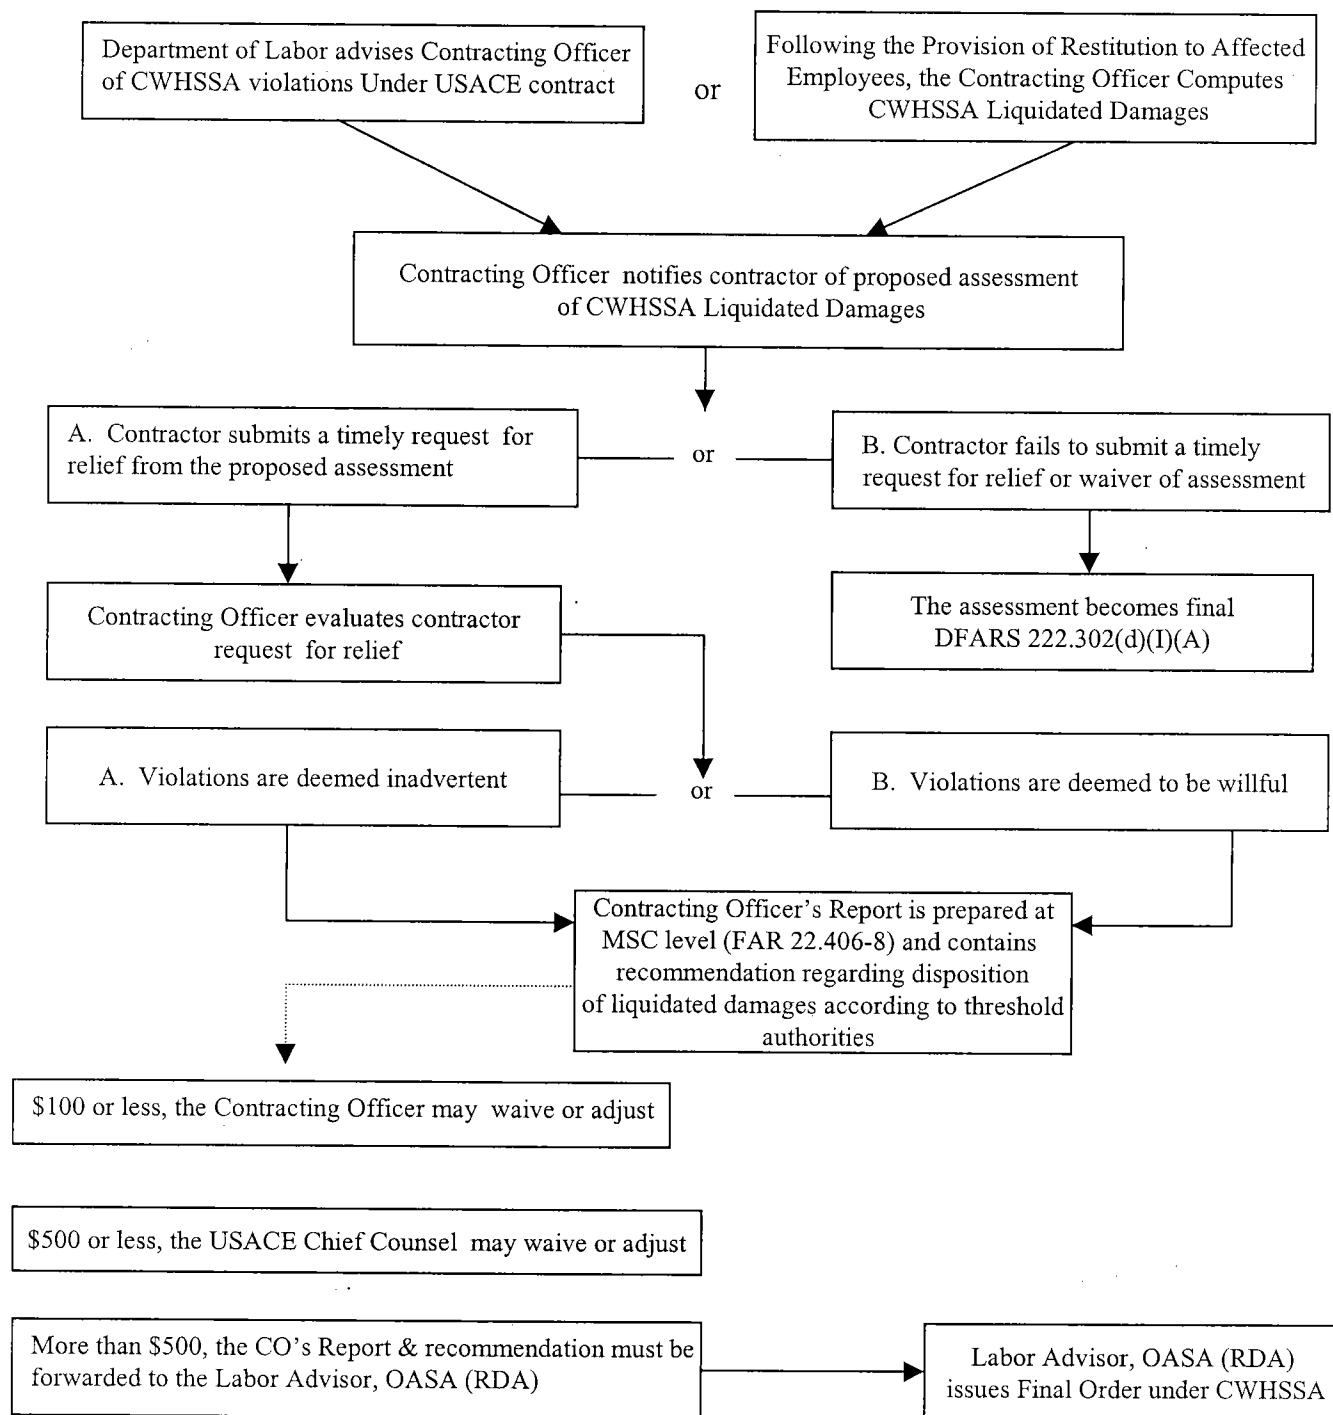 Department of Labor advises Contracting Officer
of CWHSSA violations Under USACE contract
or
Following the Provision of Restitution to Affected
Employees, the Contracting Officer Computes
CWHSSA Liquidated Damages
Contracting Officer notifies contractor of proposed assessment
of CWHSSA Liquidated Damages
A. Contractor submits a timely request for
relief from the proposed assessment
or
B. Contractor fails to submit a timely
request for relief or waiver of assessment
Contracting Officer evaluates contractor
request for relief
The assessment becomes final
DFARS 222.302(d)(I)(A)
A. Violations are deemed inadvertent
or
B. Violations are deemed to be willful
Contracting Officer's Report is prepared at
MSC level (FAR 22.406-8) and contains
recommendation regarding disposition
of liquidated damages according to threshold
authorities
$100 or less, the Contracting Officer may waive or adjust
$500 or less, the USACE Chief Counsel may waive or adjust
More than $500, the CO's Report & recommendation must be
forwarded to the Labor Advisor, OASA (RDA)
Labor Advisor, OASA (RDA)
issues Final Order under CWHSSA